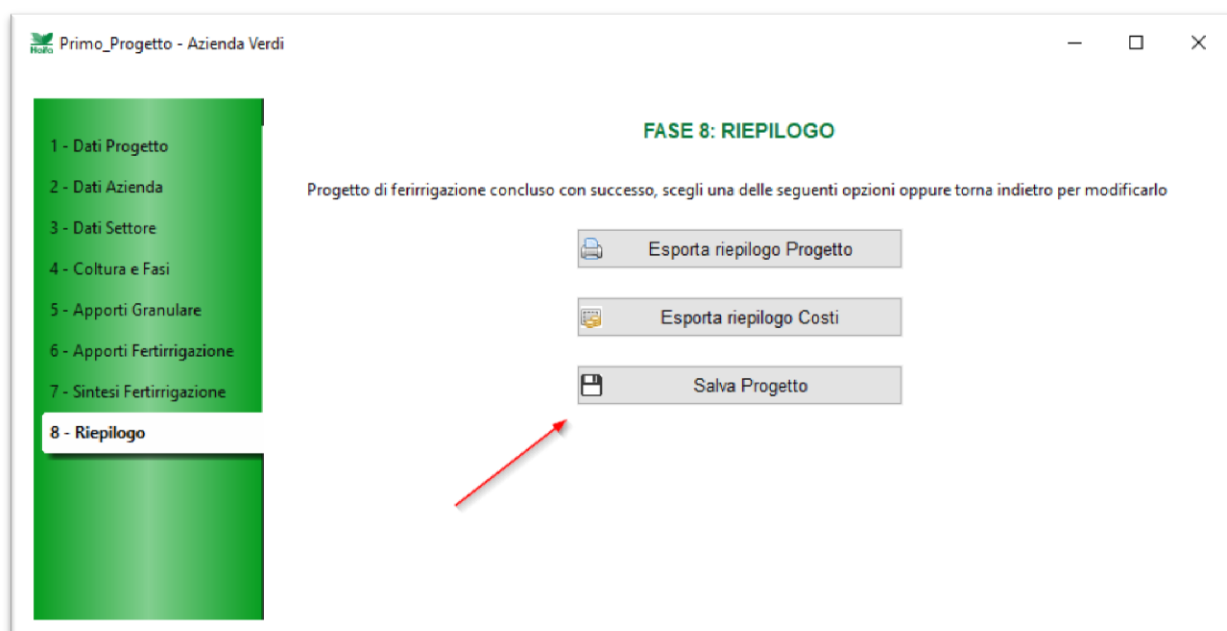 Haifa
Primo_Progetto - Azienda Verdi
1 - Dati Progetto
2 - Dati Azienda
3 - Dati Settore
4 - Coltura e Fasi
5 - Apporti Granulare
6 - Apporti Fertirrigazione
7 - Sintesi Fertirrigazione
8 - Riepilogo
FASE 8: RIEPILOGO
Progetto di ferirrigazione concluso con successo, scegli una delle seguenti opzioni oppure torna indietro per modificarlo
Esporta riepilogo Progetto
Esporta riepilogo Costi
Salva Progetto